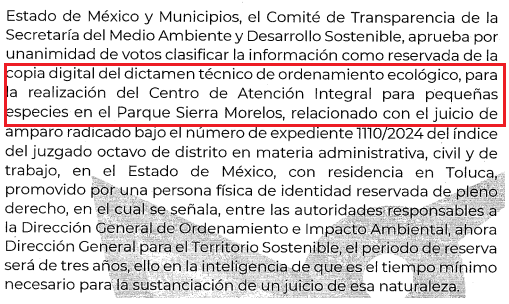 Estado de México y Municipios, el Comité de Transparencia de la
Secretaría del Medio Ambiente y Desarrollo Sostenible, aprueba por
unanimidad de votos clasificar la información como reservada de la
copia digital del dictamen técnico de ordenamiento ecológico, para
la realización del Centro de Atención Integral para pequeñas
especies en el Parque Sierra Morelos, relacionado con el juicio de
amparo radicado bajo el número de expediente 1110/2024 del índice
del juzgado octavo de distrito en materia administrativa, civil y de
trabajo, en el Estado de México, con residencia en Toluca,
promovido por una persona física de identidad reservada de pleno
derecho, en el cual se señala, entre las autoridades responsables a
la Dirección General de Ordenamiento e Impacto Ambiental, ahora
Dirección General para el Territorio Sostenible, el periodo de reserva
será de tres años, ello en la inteligencia de que es el tiempo mínimo
necesario para la sustanciación de un juicio de esa naturaleza.